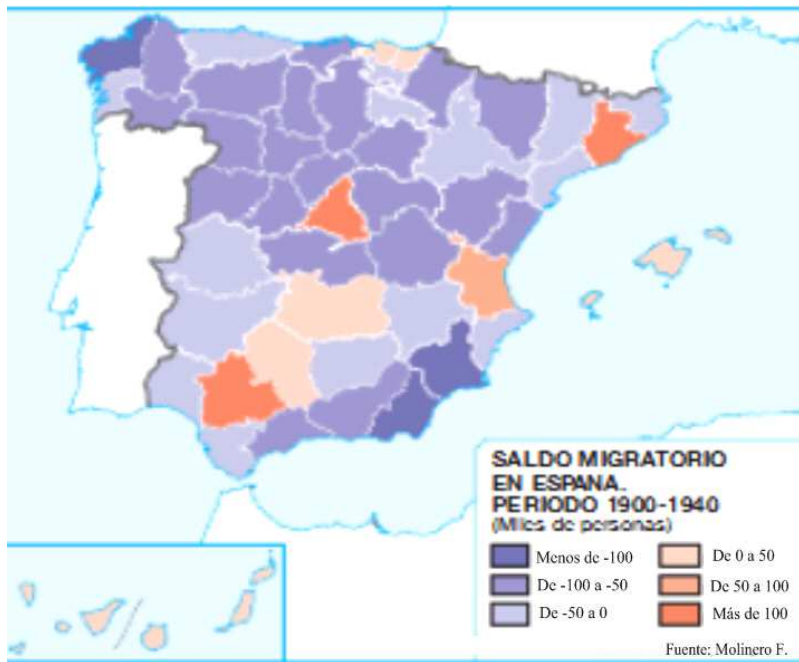 SALDO MIGRATORIO
EN ESPANA.
PERIODO 1900-1940
(Miles de personas)
Menos de -100
De 0 a 50
De -100 a -50
De 50 a 100
De -50 a 0
Más de 100
Fuente: Molinero F.